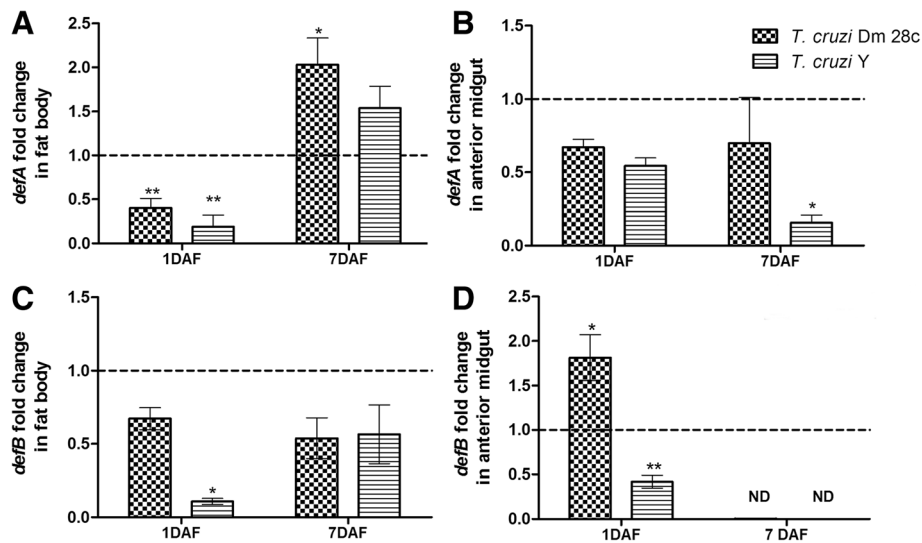 A
defA fold change
in fat body
2.5
2.0
1.5
1.0
0.5
0.0
**
**
*
1DAF
7DAF
B
T. cruzi Dm 28c
T. cruzi Y
defA fold change
in anterior midgut
1.5
1.0
0.5
0.0
*
1DAF
7DAF
C
defB fold change
in fat body
1.5
1.0
0.5
0.0
*
1DAF
7DAF
D
defB fold change
in anterior midgut
2.5
2.0
1.5
1.0
0.5
0.0
*
**
ND ND
1DAF
7 DAF